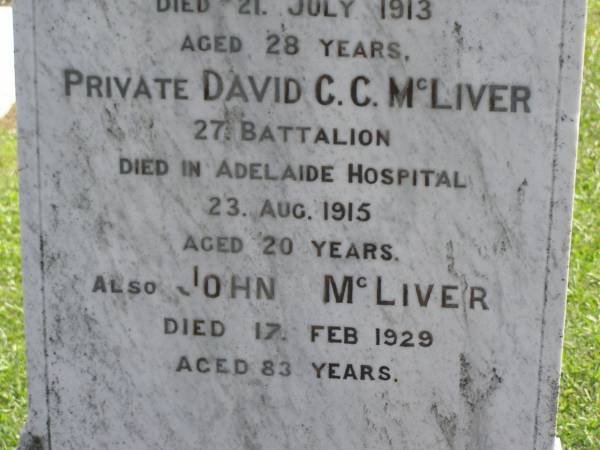 DIED 21. JULY 1913
AGED 28 YEARS,
PRIVATE DAVID C. C. McLIVER
27. BATTALION
DIED IN ADELAIDE HOSPITAL
23. AUG. 1915
AGED 20 YEARS.
ALSO JOHN McLIVER
DIED 17. FEB 1929
AGED 83 YEARS.